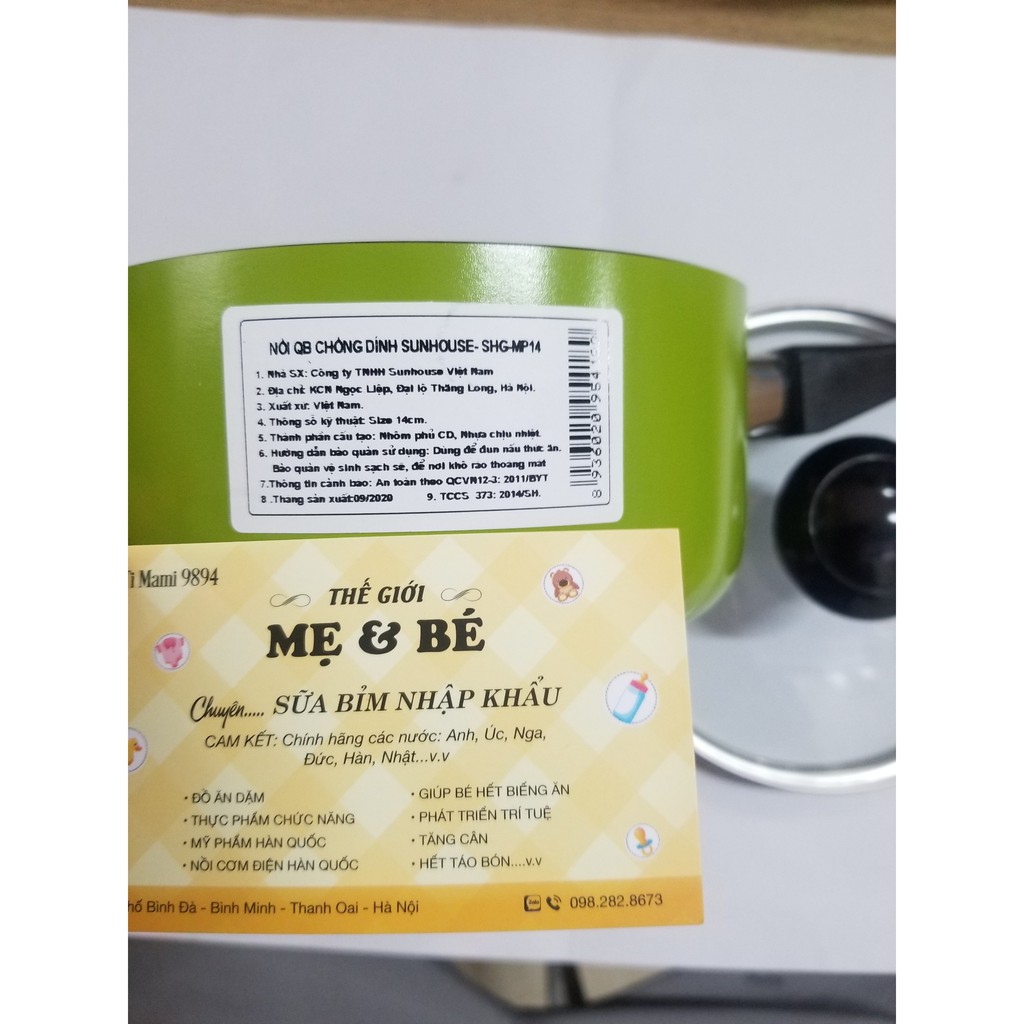 NỒI QB CHỐNG DÍNH SUNHOUSE- SHG-MP14
1. Nhà SX: Công ty TNHH Sunhouse Việt Nam
2. Địa chỉ: KCN Ngọc Liệp, Đại lộ Thăng Long, Hà Nội.
3. Xuất xứ: Việt Nam.
4. Thông số kỹ thuật: Size 14cm.
5. Thành phần cấu tạo: Nhôm phủ CD, Nhựa chịu nhiệt.
6. Hướng dẫn bảo quản sử dụng: Dùng để đun nấu thức ăn.
Bảo quản vệ sinh sạch sẽ, để nơi khô ráo thoáng mát
7.Thông tin cảnh báo: An toàn theo QCVN12-3: 2011/BYT
8 .Tháng sản xuất:09/2020 9. TCCS 373: 2014/SH.
Ti Mami 9894
THẾ GIỚI
MẸ & BÉ
Chuyên..... SỮA BỈM NHẬP KHẨU
CAM KẾT: Chính hãng các nước: Anh, Úc, Nga,
Đức, Hàn, Nhật...v.v
• ĐỒ ĂN DẶM
• THỰC PHẨM CHỨC NĂNG
• MỸ PHẨM HÀN QUỐC
• NỒI CƠM ĐIỆN HÀN QUỐC
• GIÚP BÉ HẾT BIẾNG ĂN
• PHÁT TRIỂN TRÍ TUỆ
• TĂNG CÂN
• HẾT TÁO BÓN....v.v
Bình Đà - Bình Minh - Thanh Oai - Hà Nội
Zalo 098.282.8673